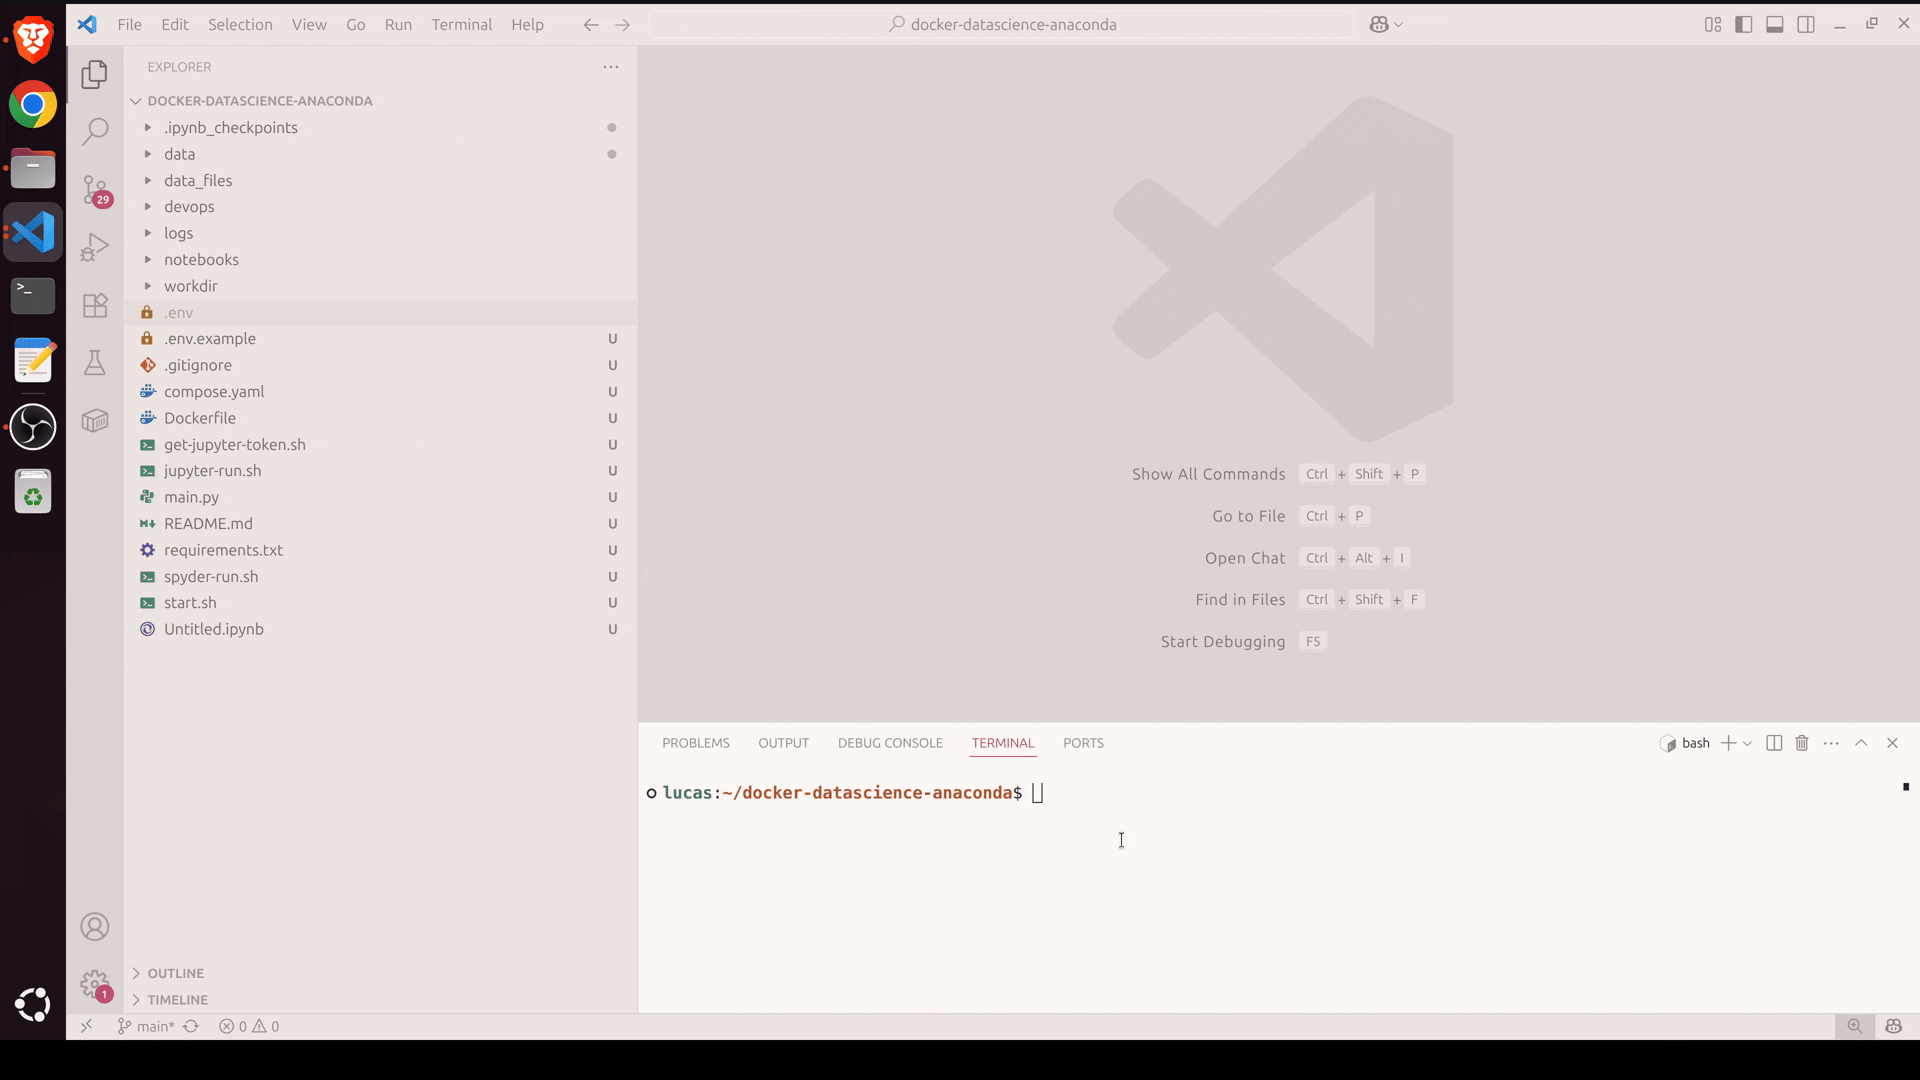 File Edit Selection View Go Run Terminal Help
docker-datascience-anaconda
EXPLORER
DOCKER-DATASCIENCE-ANACONDA
.ipynb_checkpoints
data
data_files
devops
logs
notebooks
workdir
.env
.env.example U
.gitignore U
compose.yaml U
Dockerfile U
get-jupyter-token.sh U
jupyter-run.sh U
main.py U
README.md U
requirements.txt U
spyder-run.sh U
start.sh U
Untitled.ipynb U
29
OUTLINE
TIMELINE
1
Show All Commands Ctrl + Shift + P
Go to File Ctrl + P
Open Chat Ctrl + Alt + I
Find in Files Ctrl + Shift + F
Start Debugging F5
PROBLEMS OUTPUT DEBUG CONSOLE TERMINAL PORTS
bash
lucas:~/docker-datascience-anaconda$
main* 0 0